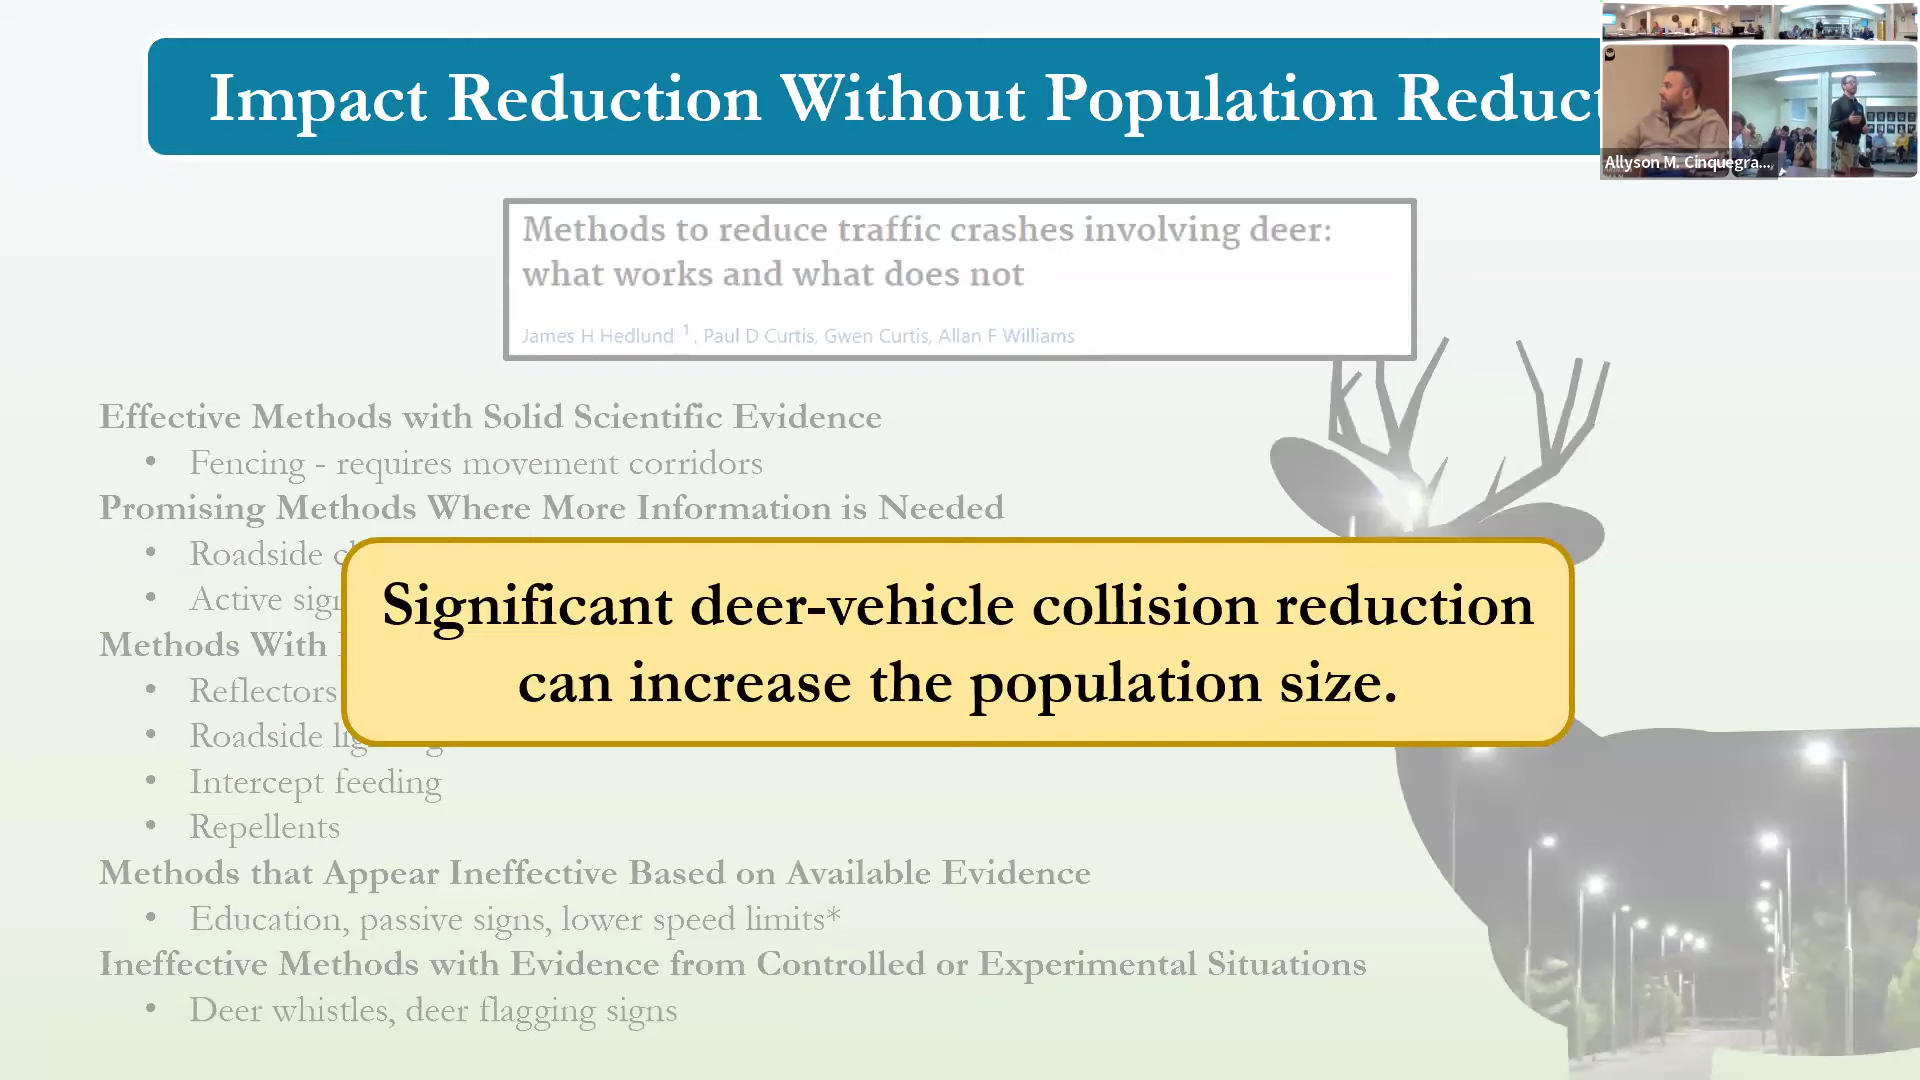 Impact Reduction Without Population Reduct
Allyson M. Cinquegra...
Methods to reduce traffic crashes involving deer:
what works and what does not
James H Hedlund 1, Paul D Curtis, Gwen Curtis, Allan F Williams
Effective Methods with Solid Scientific Evidence
• Fencing - requires movement corridors
Promising Methods Where More Information is Needed
• Roadside
• Active
Significant deer-vehicle collision reduction
can increase the population size.
Methods With
• Reflectors
• Roadside
• Intercept feeding
• Repellents
Methods that Appear Ineffective Based on Available Evidence
• Education, passive signs, lower speed limits*
Ineffective Methods with Evidence from Controlled or Experimental Situations
• Deer whistles, deer flagging signs